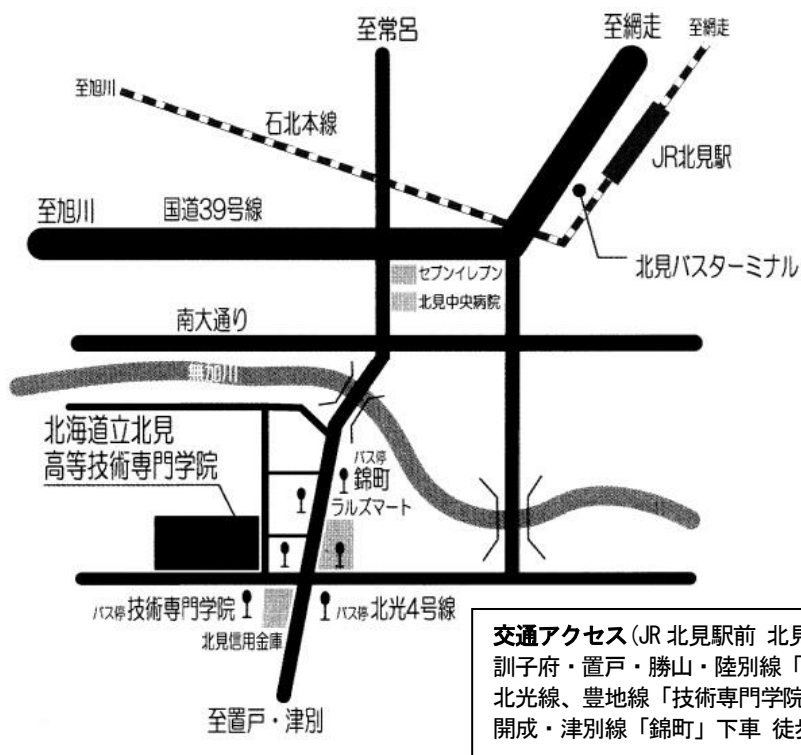 至常呂
至網走
至網走
至旭川
石北本線
JR北見駅
至旭川
国道39号線
北見バスターミナル
セブンイレブン
北見中央病院
南大通り
無加川
北海道立北見
高等技術専門学院
バス停
錦町
ラルズマート
バス停技術専門学院
バス停北光4号線
北見信用金庫
至置戸・津別
交通アクセス(JR 北見駅前 北見
訓子府・置戸・勝山・陸別線「
北光線、豊地線「技術専門学院
開成・津別線「錦町」下車 徒